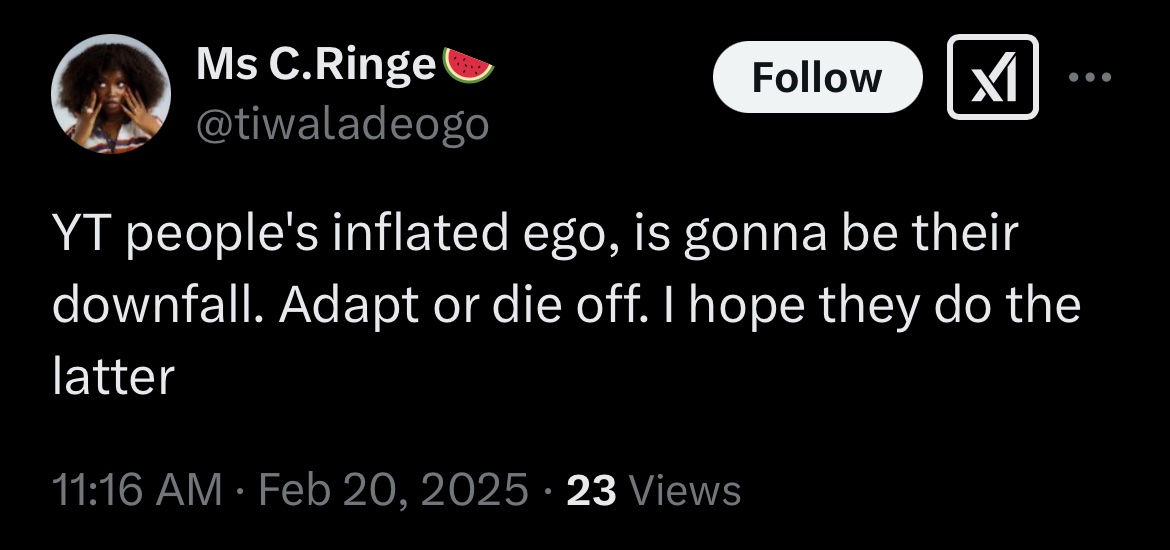 Ms C.Ringe🍉
@tiwaladeogo
Follow
YT people's inflated ego, is gonna be their
downfall. Adapt or die off. I hope they do the
latter
11:16 AM · Feb 20, 2025 · 23 Views